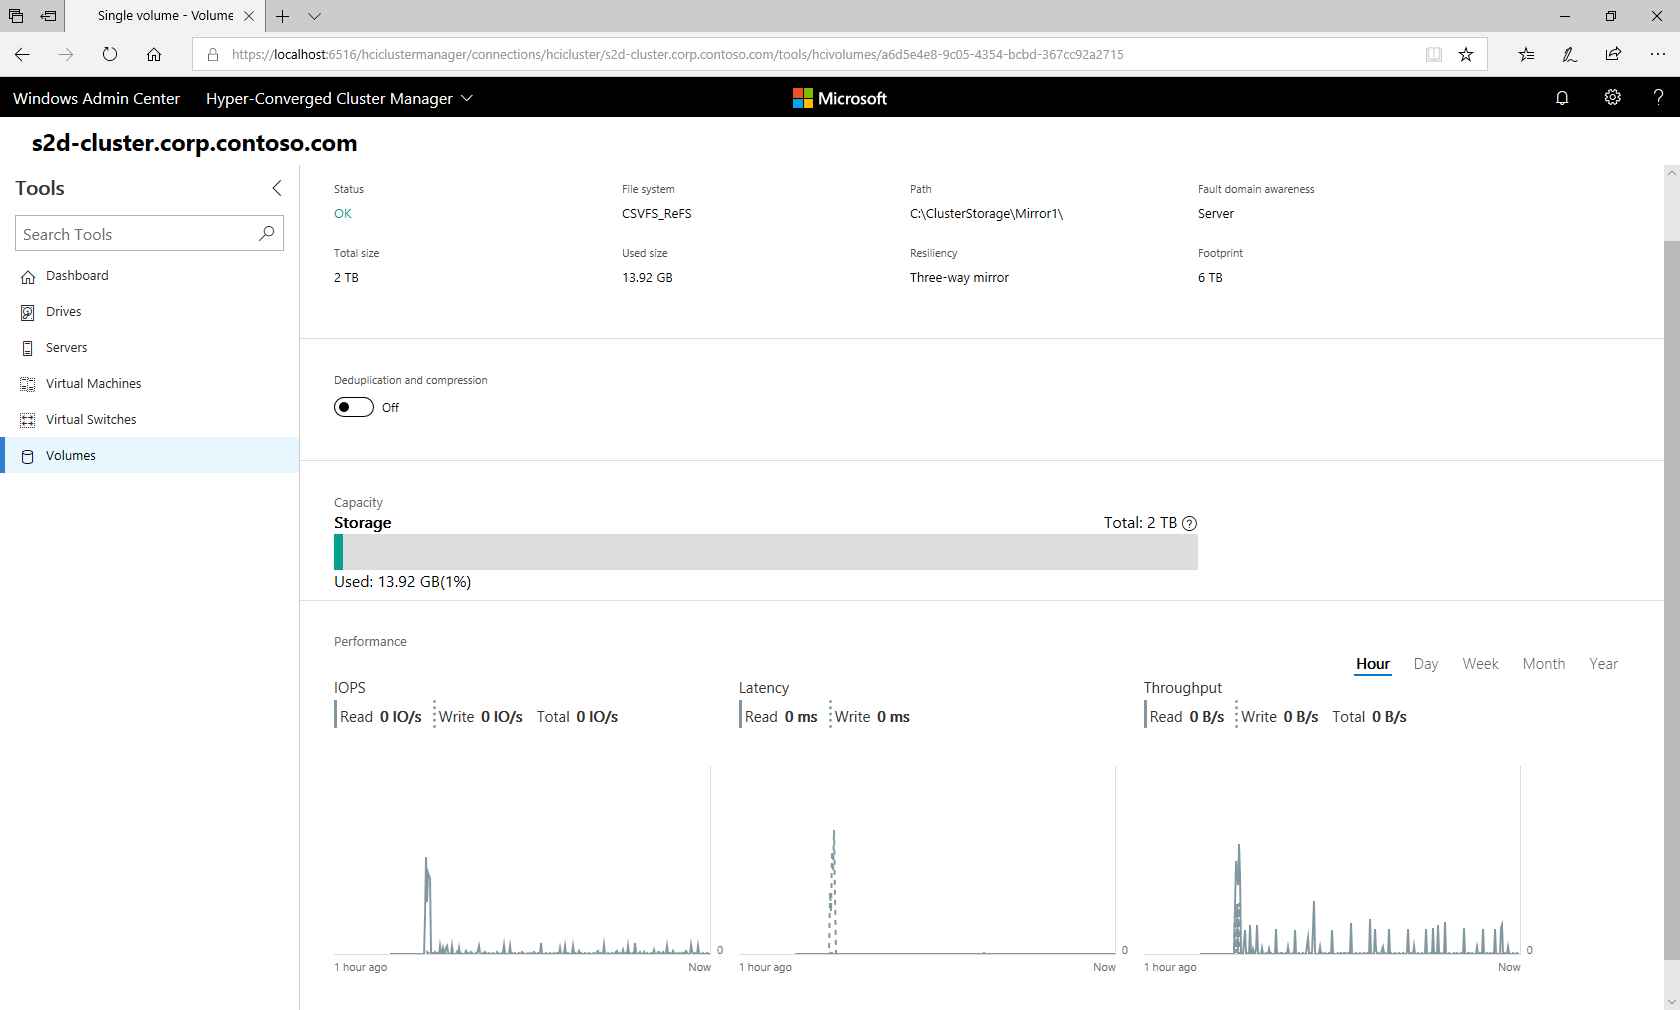 Single volume - Volume
https://localhost:6516/hciclustermanager/connections/hcicluster/s2d-cluster.corp.contoso.com/tools/hcivolumes/a6d5e4e8-9c05-4354-bcbd-367cc92a2715
Windows Admin Center Hyper-Converged Cluster Manager Microsoft ?
s2d-cluster.corp.contoso.com
Tools
Search Tools
Dashboard
Drives
Servers
Virtual Machines
Virtual Switches
Volumes
Status File system Path Fault domain awareness
OK CSVFS_ReFS C:\ClusterStorage\Mirror1\ Server
Total size Used size Resiliency Footprint
2 TB 13.92 GB Three-way mirror 6 TB
Deduplication and compression
Off
Capacity
Storage Total: 2 TB ?
Used: 13.92 GB(1%)
Performance
Hour Day Week Month Year
IOPS Latency Throughput
Read 0 IO/s Write 0 IO/s Total 0 IO/s Read 0 ms Write 0 ms Read 0 B/s Write 0 B/s Total 0 B/s
0 0 0
1 hour ago Now 1 hour ago Now 1 hour ago Now